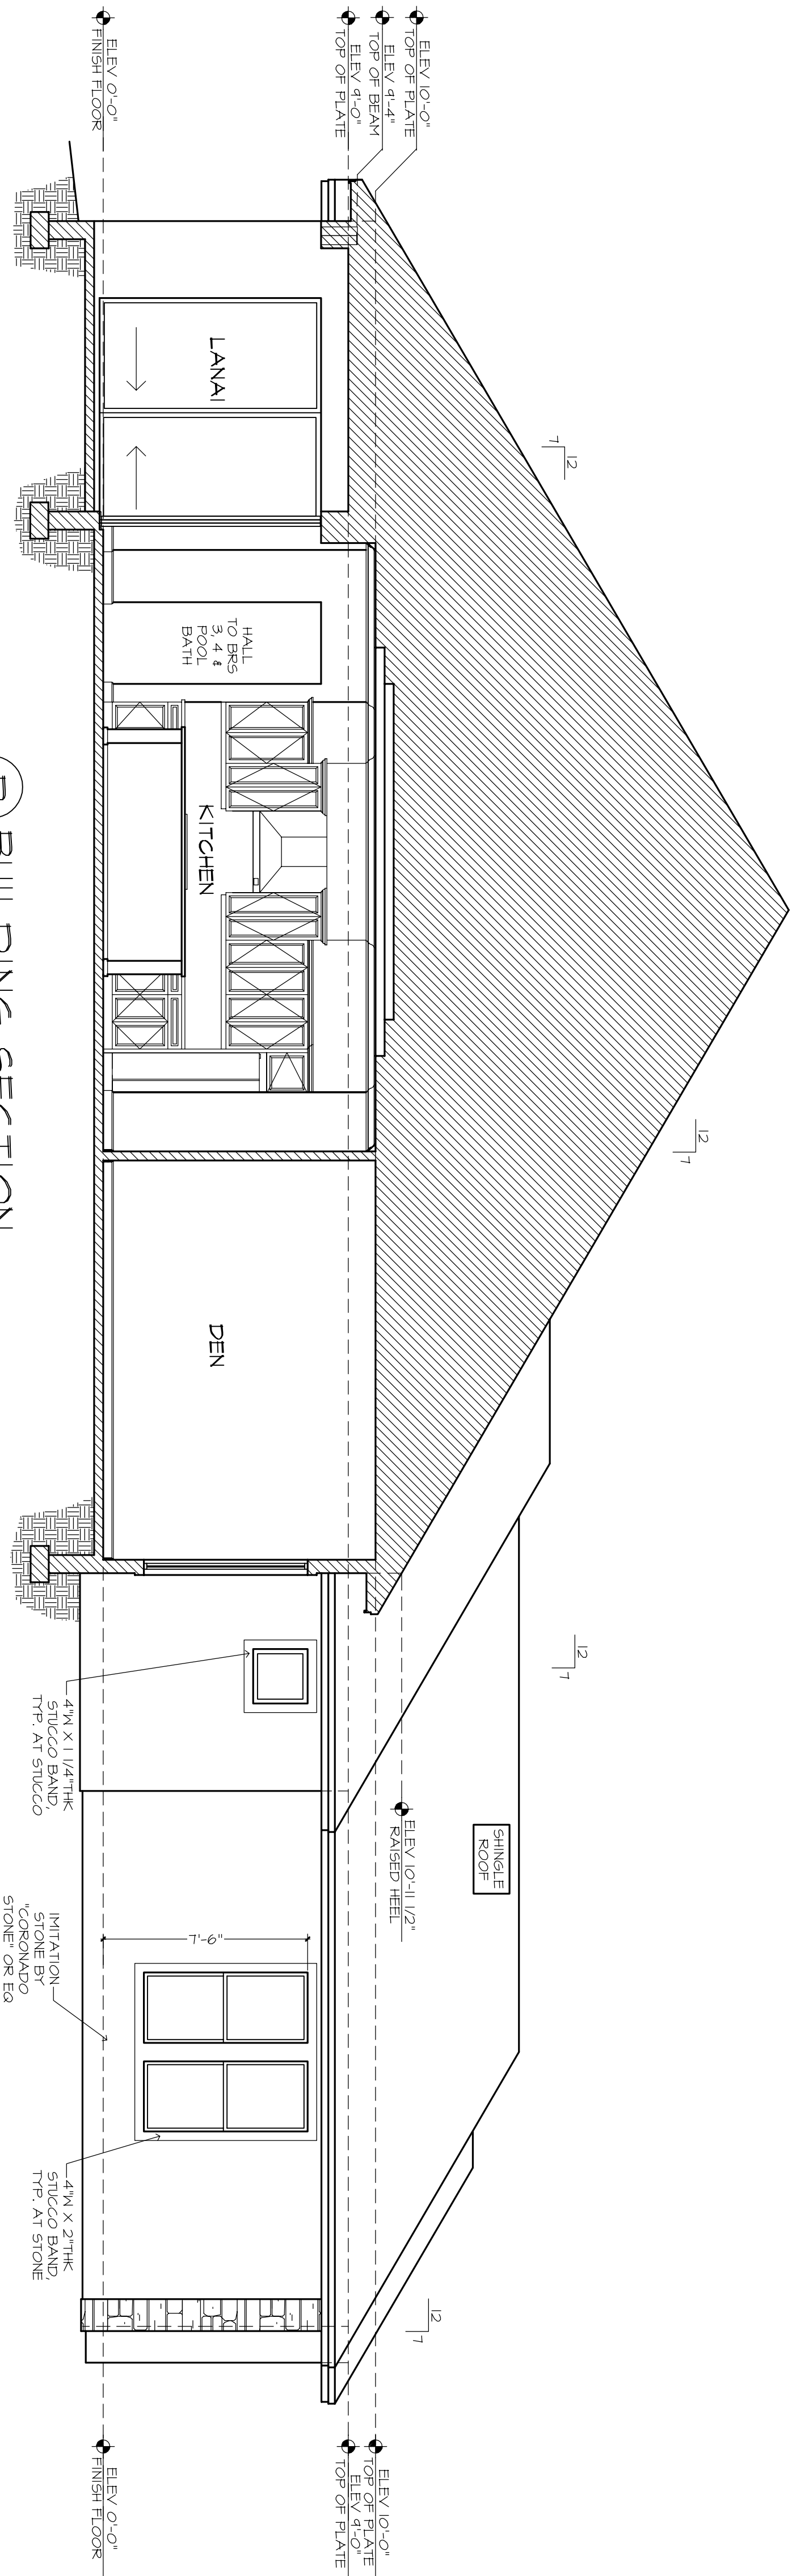 ELEV 10'-0"
TOP OF PLATE
ELEV 9'-4"
TOP OF BEAM
ELEV 9'-0"
TOP OF PLATE
ELEV 0'-0"
FINISH FLOOR
12
7
12
7
12
7
12
7
LANAI
HALL
TO BRS
3, 4 &
POOL
BATH
KITCHEN
DEN
SHINGLE
ROOF
ELEV 10'-11 1/2"
RAISED HEEL
7'-6"
4"W X 1 1/4"THK
STUCCO BAND,
TYP. AT STUCCO
IMITATION
STONE BY
"CORONADO
STONE" OR EQ
4"W X 2"THK
STUCCO BAND,
TYP. AT STONE
ELEV 10'-0"
TOP OF PLATE
ELEV 9'-0"
TOP OF PLATE
ELEV 0'-0"
FINISH FLOOR
BUILDING SECTION